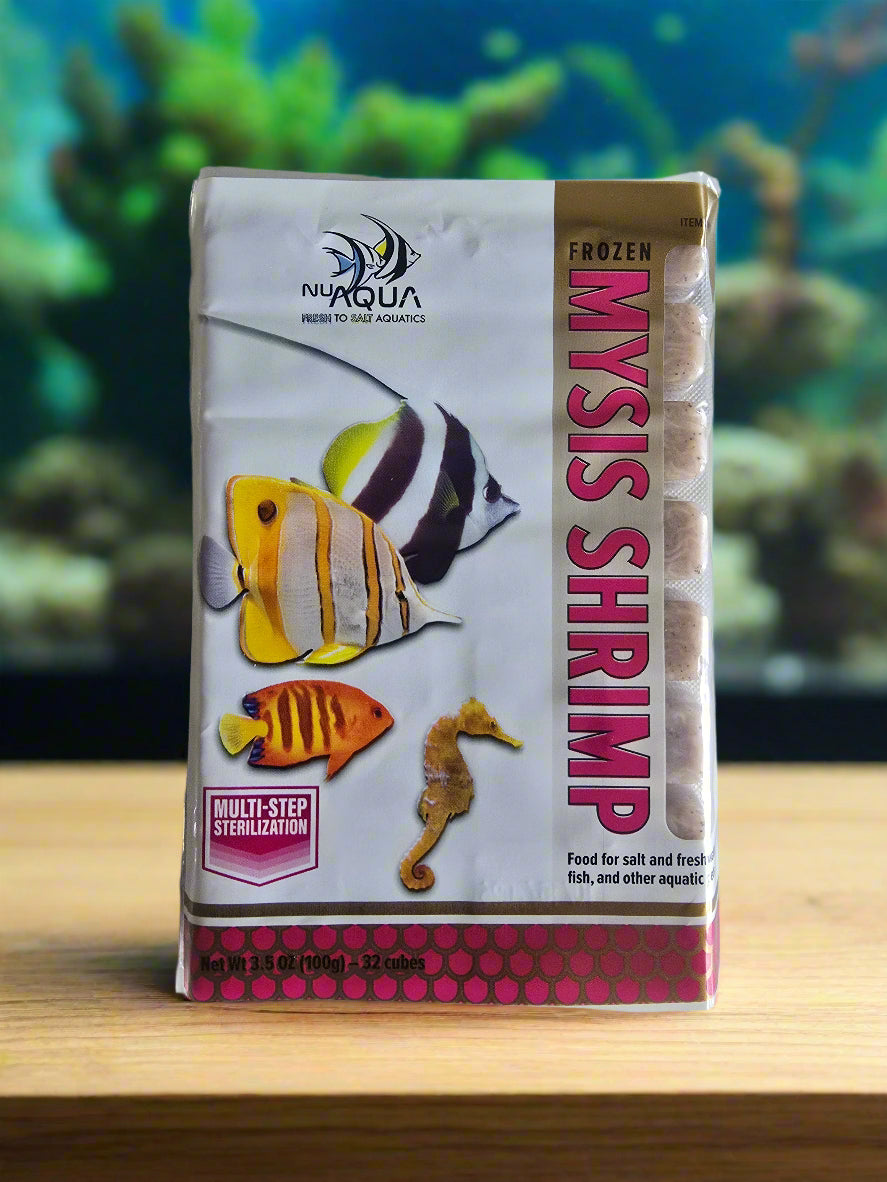 NUAQUA
FRESH TO SALT AQUATICS
ITEM
FROZEN
MYSIS SHRIMP
MULTI-STEP
STERILIZATION
Food for salt and fresh
fish, and other aquatic
Net Wt 3.5 OZ (100g) – 32 cubes